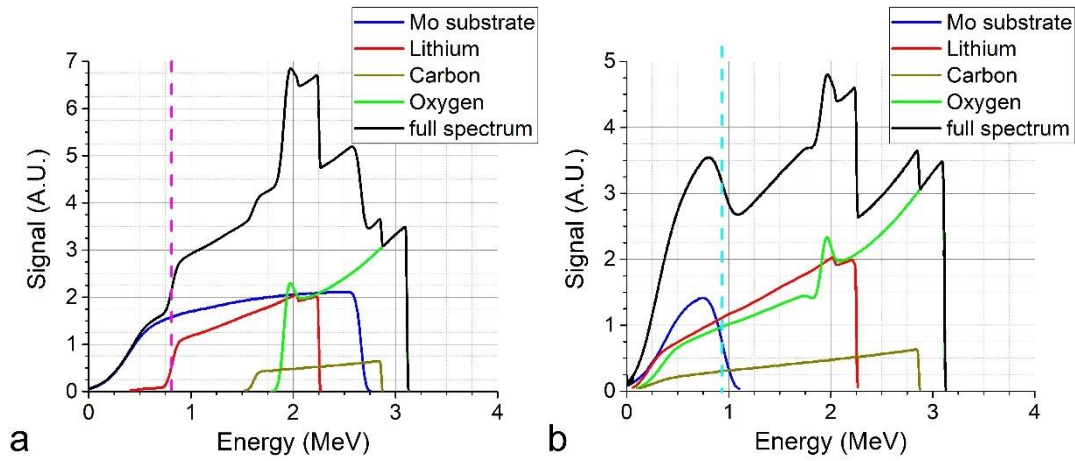 Mo substrate
Lithium
Carbon
Oxygen
full spectrum
7
6
5
4
3
2
1
0
Signal (A.U.)
0 1 2 3 4
Energy (MeV)
a
Mo substrate
Lithium
Carbon
Oxygen
full spectrum
5
4
3
2
1
0
Signal (A.U.)
0 1 2 3 4
Energy (MeV)
b